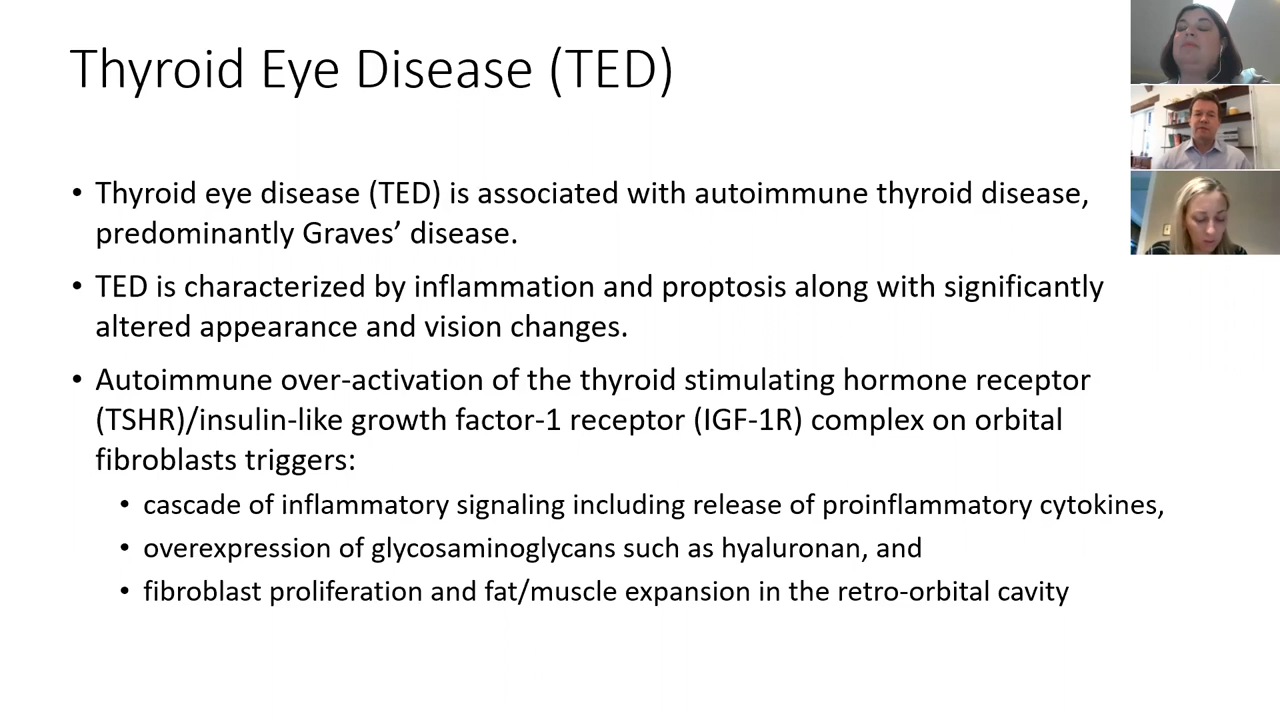 Thyroid Eye Disease (TED)
• Thyroid eye disease (TED) is associated with autoimmune thyroid disease,
predominantly Graves’ disease.
• TED is characterized by inflammation and proptosis along with significantly
altered appearance and vision changes.
• Autoimmune over-activation of the thyroid stimulating hormone receptor
(TSHR)/insulin-like growth factor-1 receptor (IGF-1R) complex on orbital
fibroblasts triggers:
• cascade of inflammatory signaling including release of proinflammatory cytokines,
• overexpression of glycosaminoglycans such as hyaluronan, and
• fibroblast proliferation and fat/muscle expansion in the retro-orbital cavity